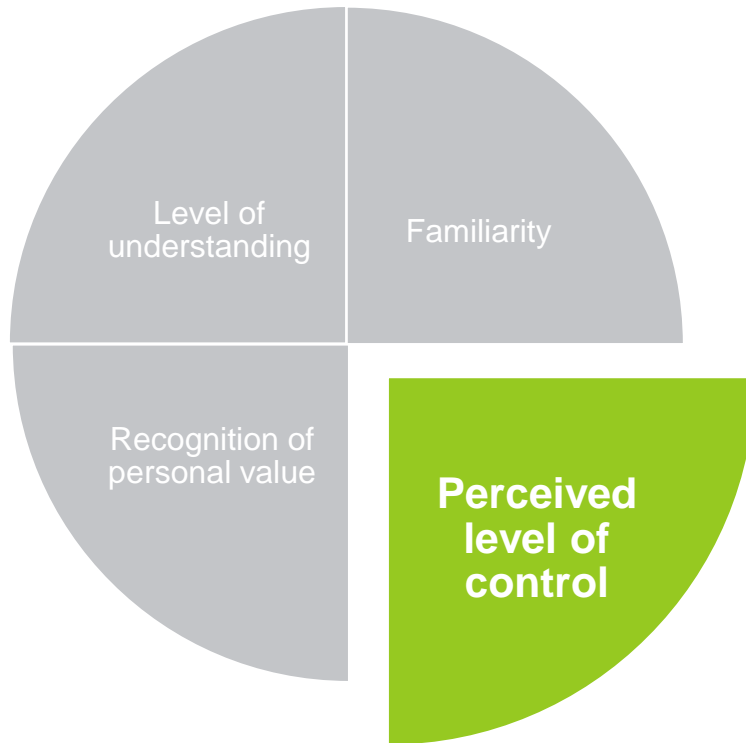 Level of
understanding
Familiarity
Recognition of
personal value
Perceived
level of
control